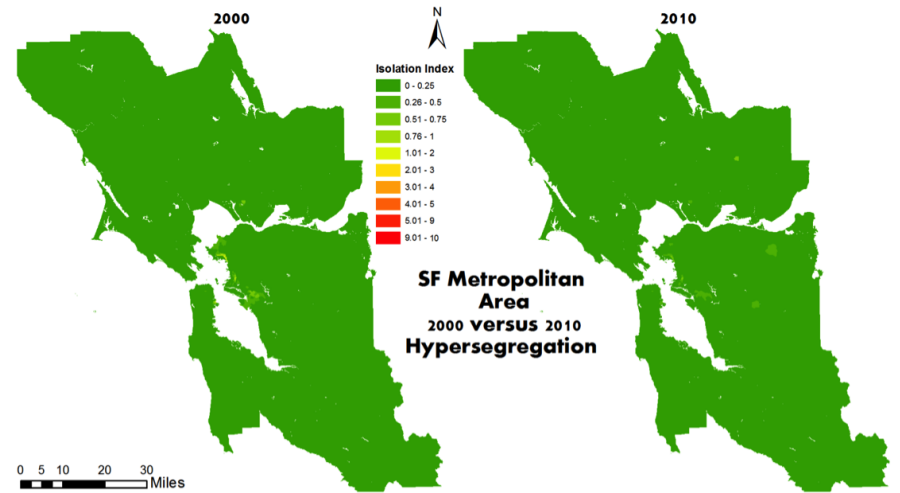 2000
N
2010
Isolation Index
0 - 0.25
0.26 - 0.5
0.51 - 0.75
0.76 - 1
1.01 - 2
2.01 - 3
3.01 - 4
4.01 - 5
5.01 - 9
9.01 - 10
SF Metropolitan
Area
2000 versus 2010
Hypersegregation
0 5 10 20 30
Miles